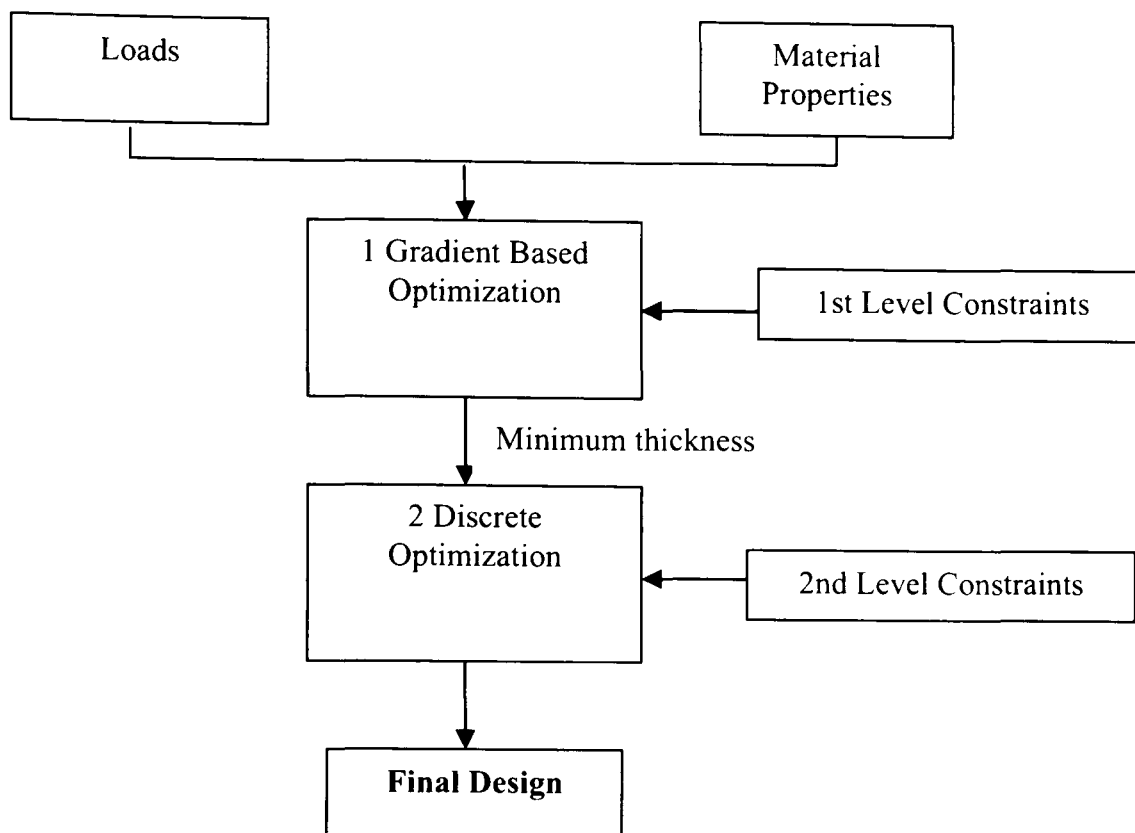 Loads
Material
Properties
1 Gradient Based
Optimization
1st Level Constraints
Minimum thickness
2 Discrete
Optimization
2nd Level Constraints
Final Design